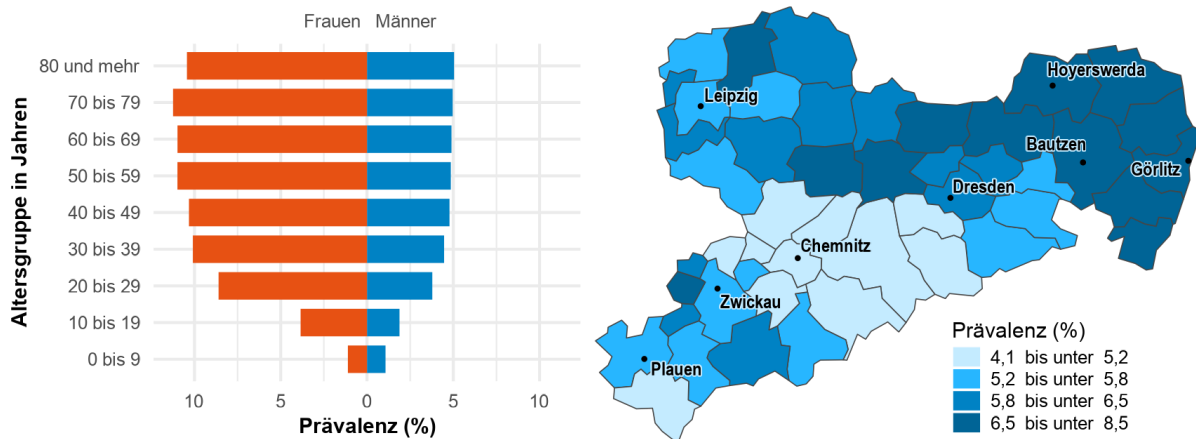 Frauen Männer
Altersgruppe in Jahren
80 und mehr
70 bis 79
60 bis 69
50 bis 59
40 bis 49
30 bis 39
20 bis 29
10 bis 19
0 bis 9
10 5 0 5 10
Prävalenz (%)
Hoyerswerda
Leipzig
Bautzen
Görlitz
Dresden
Chemnitz
Zwickau
Plauen
Prävalenz (%)
4,1 bis unter 5,2
5,2 bis unter 5,8
5,8 bis unter 6,5
6,5 bis unter 8,5